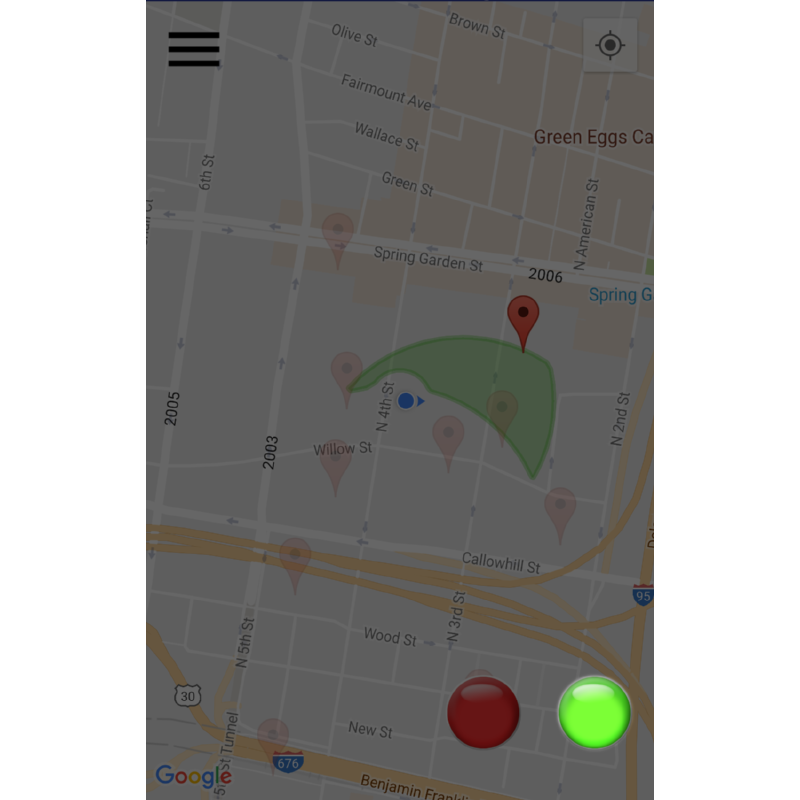 Brown St
Olive St
Fairmount Ave
Green Eggs Ca
Wallace St
6th St
Green St
N American St
Spring Garden St
2006
Spring G
2005
N 4th St
N 2nd St
2003
Willow St
Callowhill St
95
N 3rd St
Wood St
N 5th St
30
New St
5th St Tunnel
676
Google
Benjamin Frankli